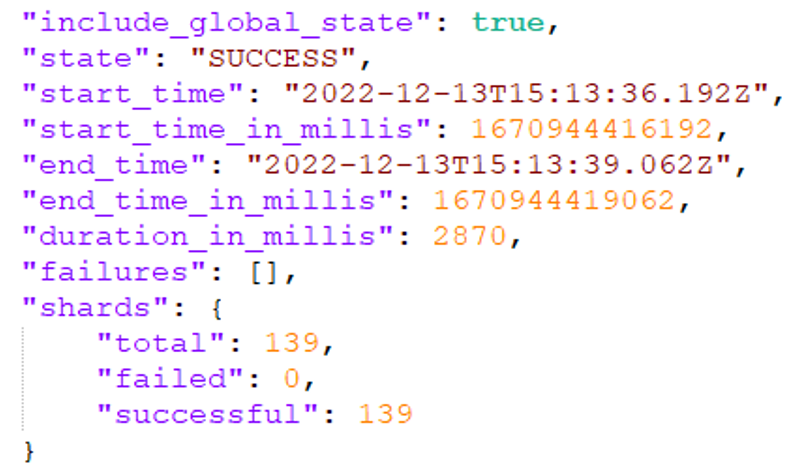 "include_global_state": true,
"state": "SUCCESS",
"start_time": "2022-12-13T15:13:36.192Z",
"start_time_in_millis": 1670944416192,
"end_time": "2022-12-13T15:13:39.062Z",
"end_time_in_millis": 1670944419062,
"duration_in_millis": 2870,
"failures": [],
"shards": {
    "total": 139,
    "failed": 0,
    "successful": 139
}